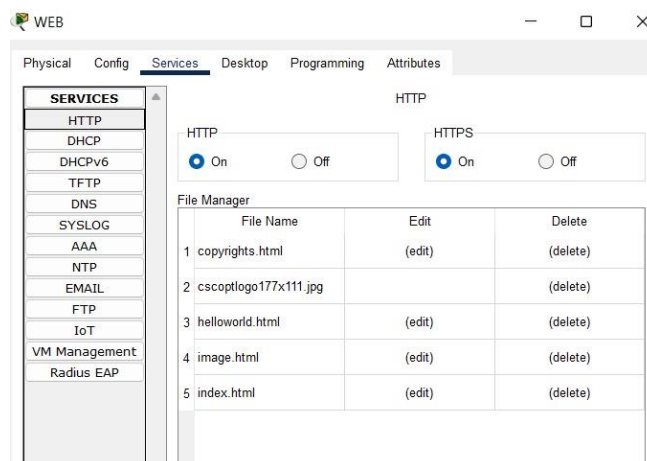 WEB
Physical Config Services Desktop Programming Attributes
SERVICES
HTTP
DHCP
DHCPv6
TFTP
DNS
SYSLOG
AAA
NTP
EMAIL
FTP
IoT
VM Management
Radius EAP
HTTP
HTTP
On Off
HTTPS
On Off
File Manager
File Name Edit Delete
1 copyrights.html (edit) (delete)
2 cscoptlogo177x111.jpg (delete)
3 helloworld.html (edit) (delete)
4 image.html (edit) (delete)
5 index.html (edit) (delete)